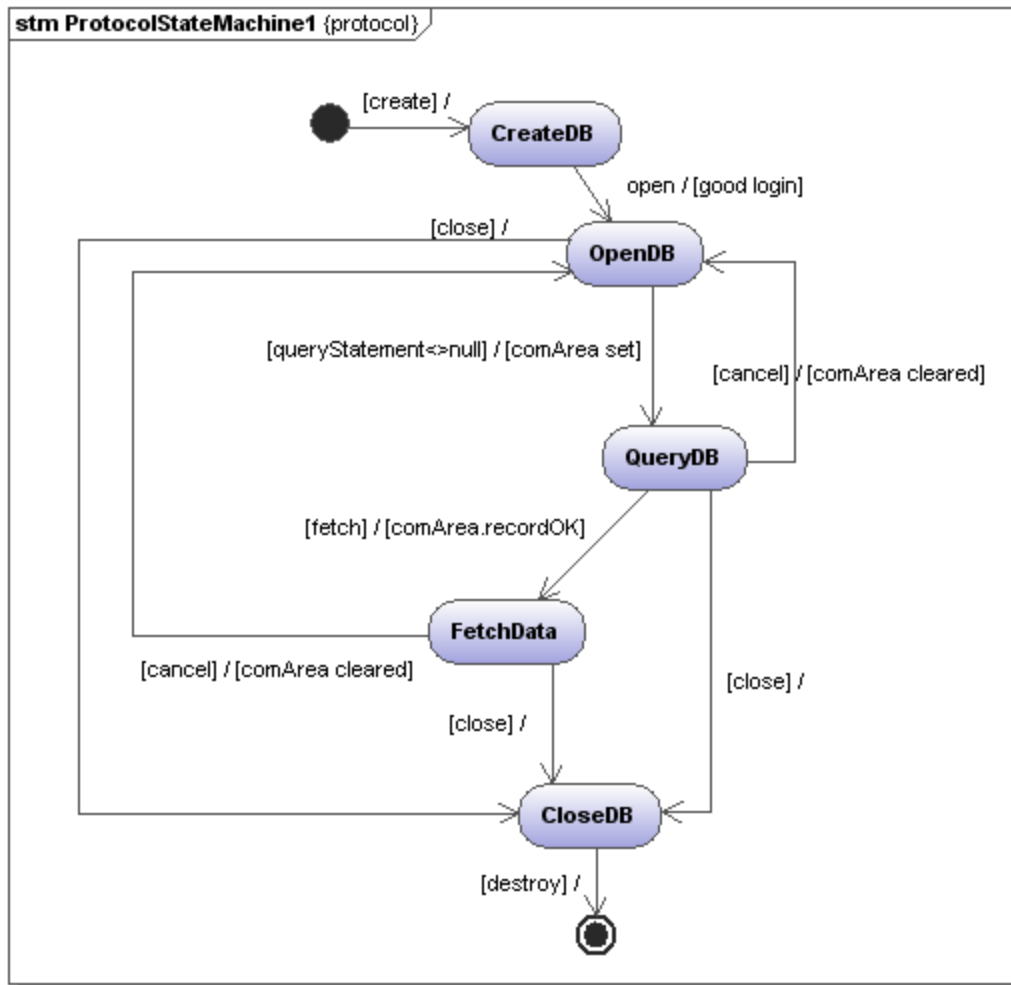 stm ProtocolStateMachine1 {protocol}
[create] /
CreateDB
open / [good login]
[close] /
OpenDB
[queryStatement<>null] / [comArea set]
[cancel] / [comArea cleared]
QueryDB
[fetch] / [comArea.recordOK]
FetchData
[cancel] / [comArea cleared]
[close] /
[close] /
CloseDB
[destroy] /